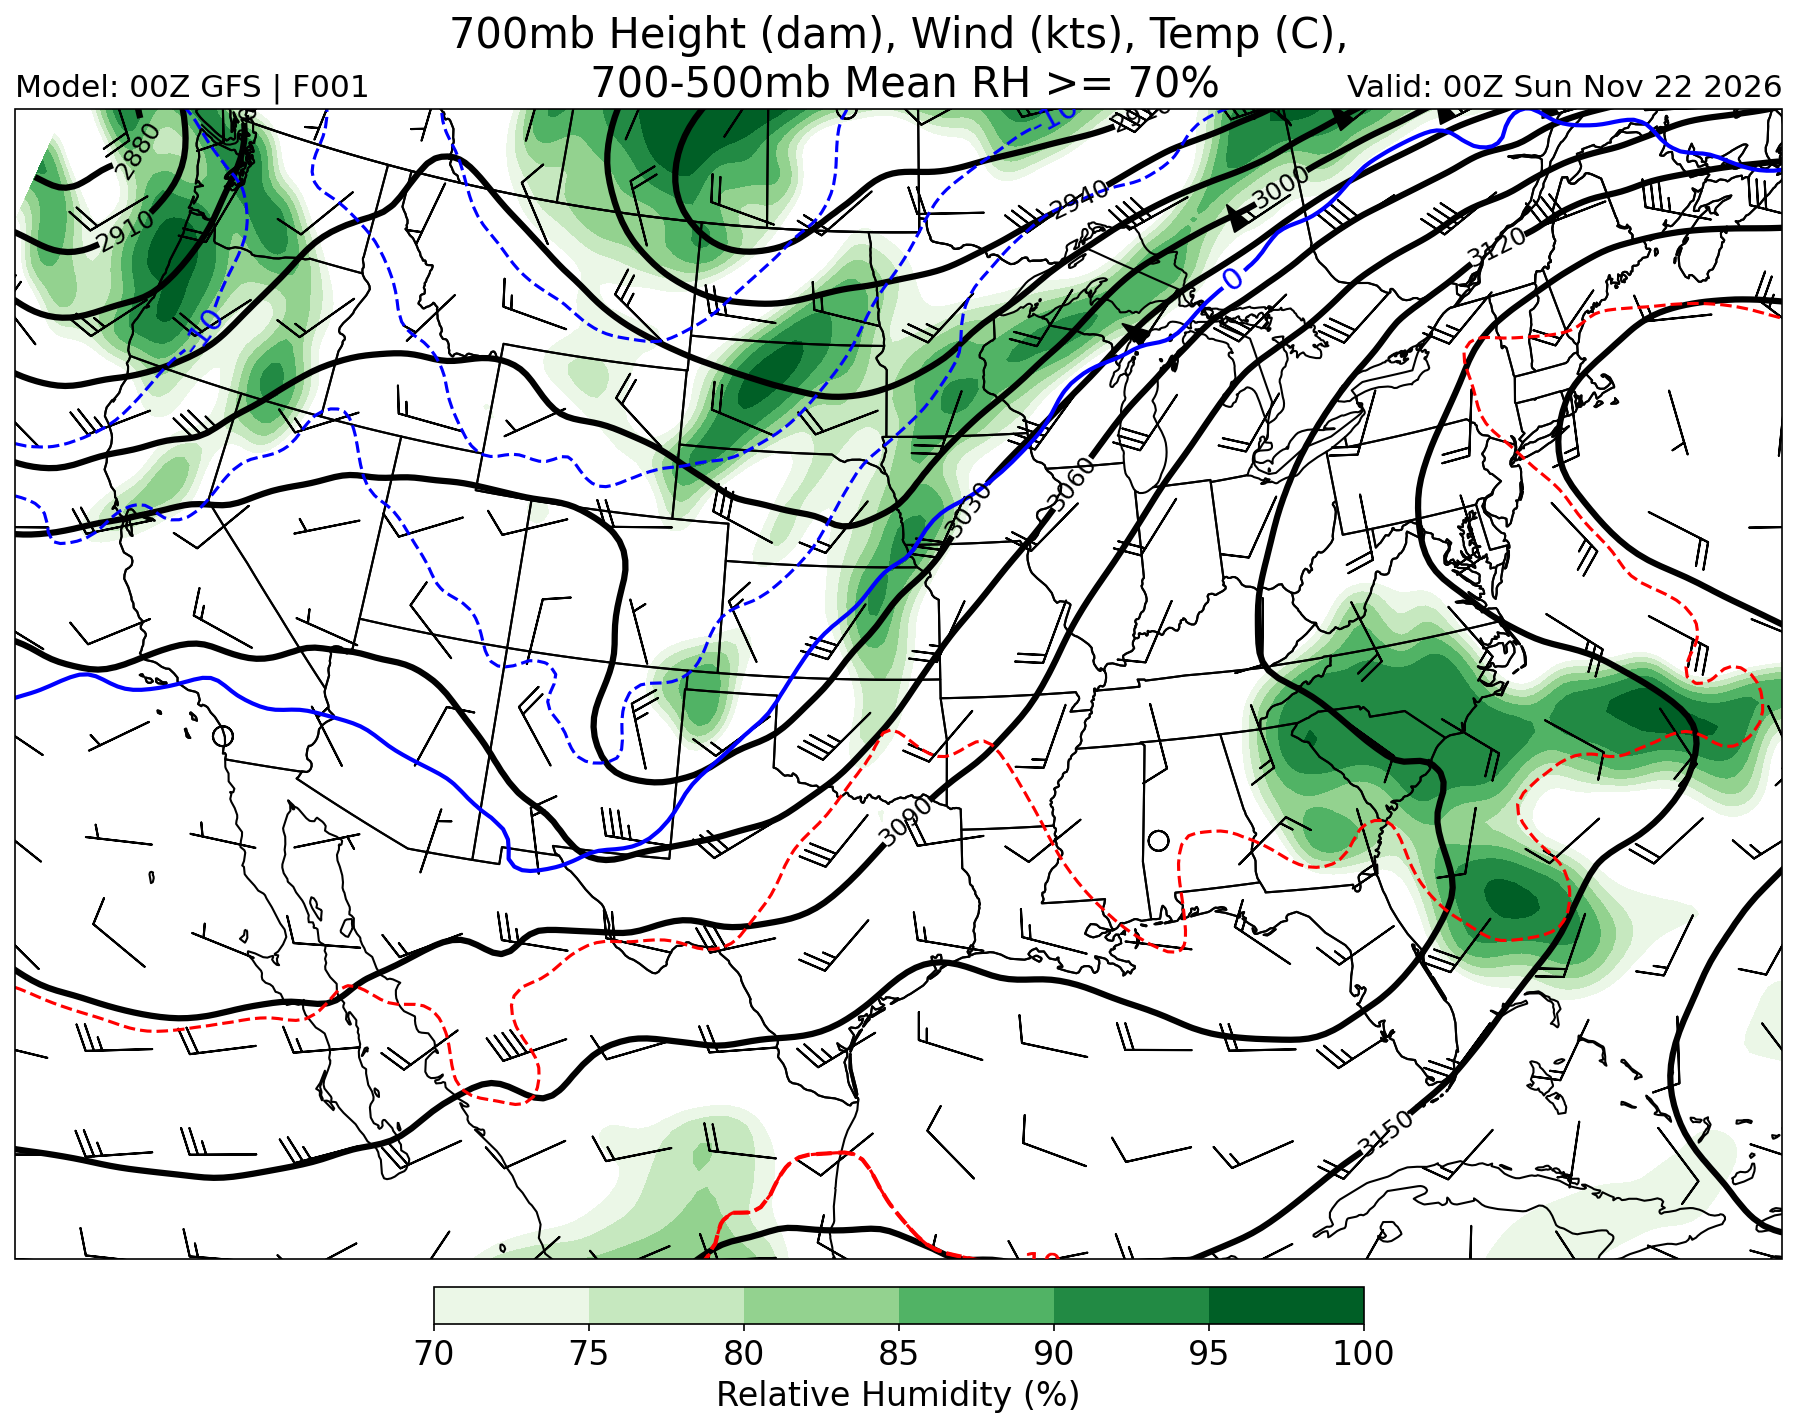 700mb Height (dam), Wind (kts), Temp (C),
700-500mb Mean RH >= 70%
Model: 00Z GFS | F001
Valid: 00Z Sun Nov 22 2026
2880
2910
-10
2940
3000
3120
0
-10
3060
3030
3090
3150
10
70 75 80 85 90 95 100
Relative Humidity (%)